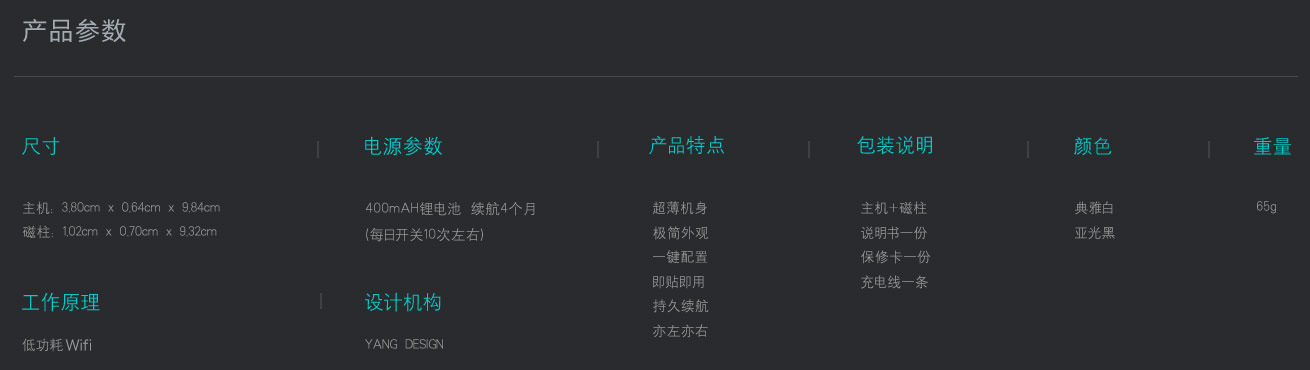 产品参数
尺寸
主机: 3.80cm x 0.64cm x 9.84cm
磁柱: 1.02cm x 0.70cm x 9.32cm
电源参数
400mAH锂电池 续航4个月
(每日开关10次左右)
产品特点
超薄机身
极简外观
一键配置
即贴即用
持久续航
亦左亦右
包装说明
主机+磁柱
说明书一份
保修卡一份
充电线一条
颜色
典雅白
亚光黑
重量
65g
工作原理
低功耗Wifi
设计机构
YANG DESIGN